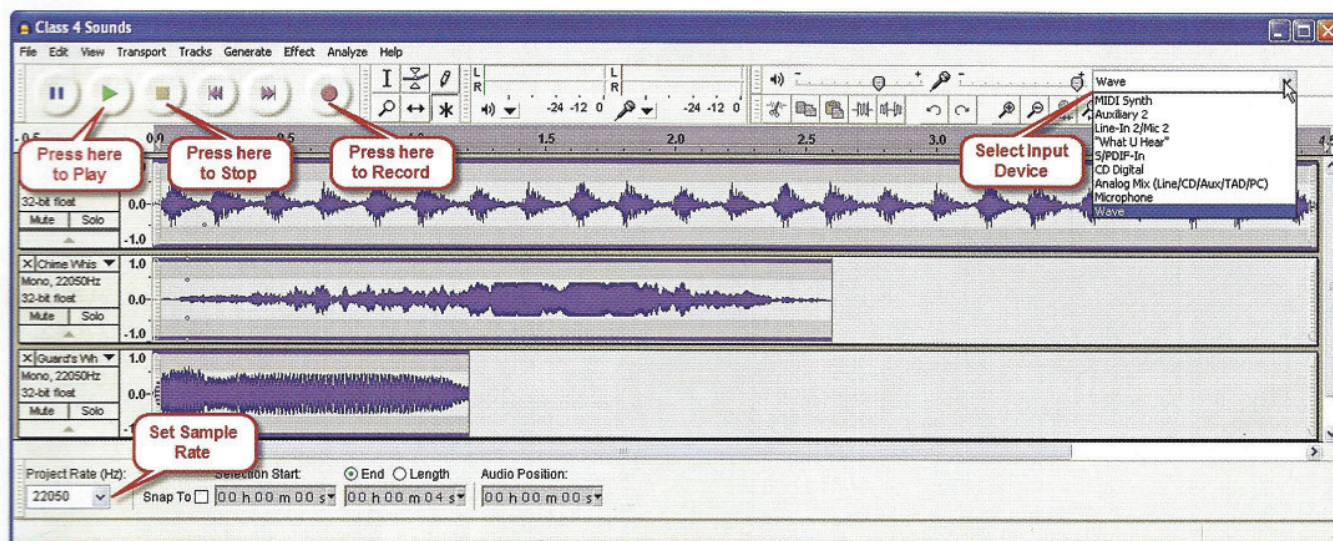 Class 4 Sounds
File Edit View Transport Tracks Generate Effect Analyze Help
L
R
-24 -12 0
L
R
-24 -12 0
- +
- +
Wave
MIDI Synth
Auxiliary 2
Line-In 2/Mic 2
"What U Hear"
S/PDIF-In
CD Digital
Analog Mix (Line/CD/Aux/TAD/PC)
Microphone
Wave
Press here
to Play
Press here
to Stop
Press here
to Record
Select Input
Device
1.5 2.0 2.5 3.0
32-bit float
Mute Solo
0.0
-1.0
X Chime Whis
Mono, 22050Hz
32-bit float
Mute Solo
1.0
0.0
-1.0
X Guard's Wh
Mono, 22050Hz
32-bit float
Mute Solo
1.0
0.0
Set Sample
Rate
Project Rate (Hz):
22050
Snap To
Selection Start:
00 h 00 m 00 s
End Length
00 h 00 m 04 s
Audio Position:
00 h 00 m 00 s